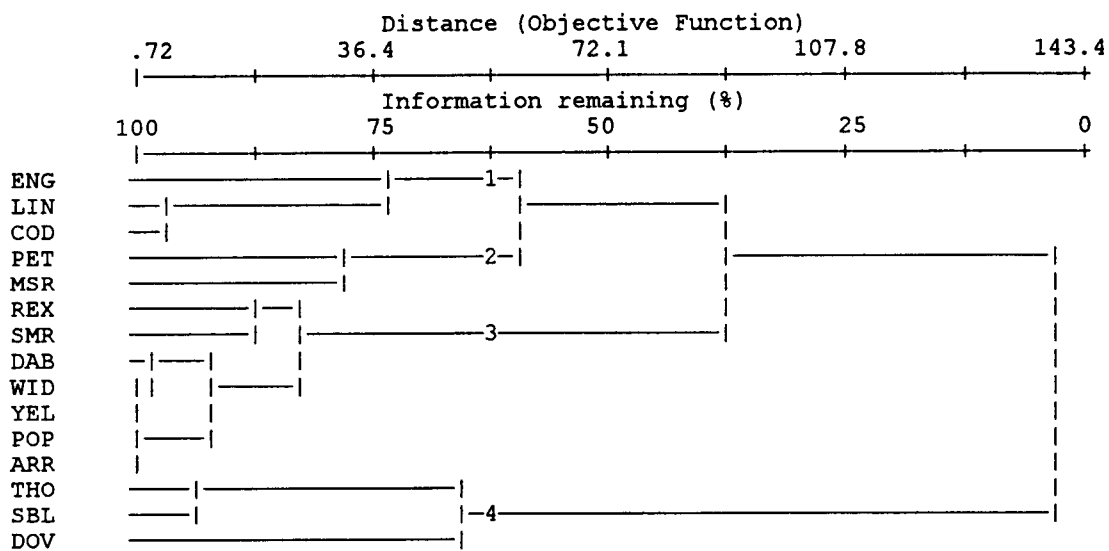 Distance (Objective Function)
.72 36.4 72.1 107.8 143.4
Information remaining (%)
100 75 50 25 0
ENG 1
LIN
COD
PET 2
MSR
REX
SMR 3
DAB
WID
YEL
POP
ARR
THO
SBL 4
DOV